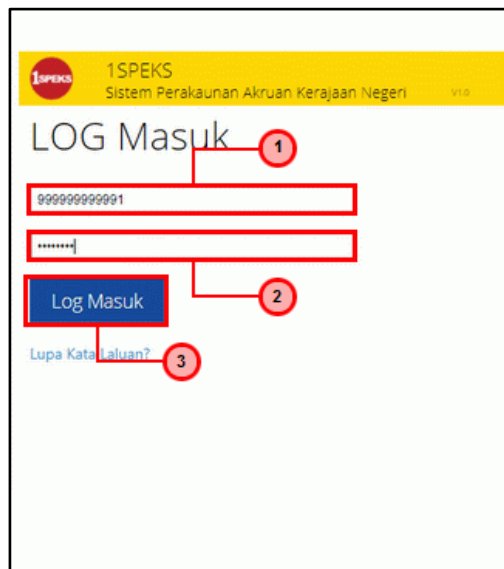 1SPEKS
1SPEKS
Sistem Perakaunan Akruan Kerajaan Negeri V1.0
LOG Masuk
1
999999999991
••••••••
2
Log Masuk
Lupa Kata Laluan?
3